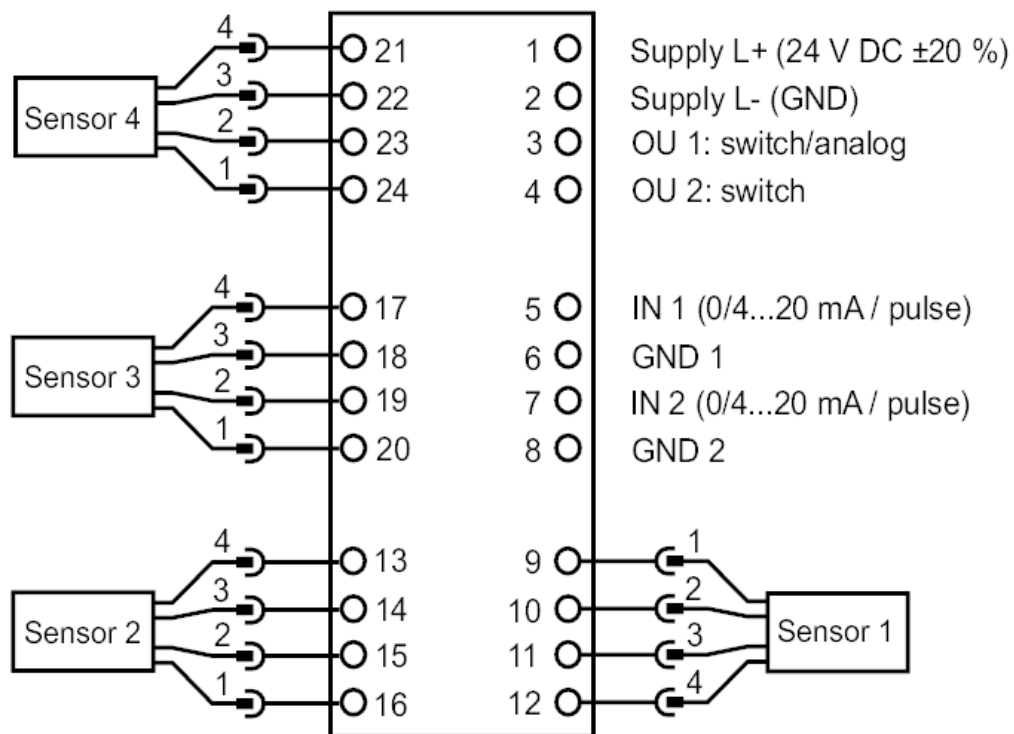 4 21 1 Supply L+ (24 V DC ±20 %)
3 22 2 Supply L- (GND)
Sensor 4
2 23 3 OU 1: switch/analog
1 24 4 OU 2: switch
4 17 5 IN 1 (0/4...20 mA / pulse)
3 18 6 GND 1
Sensor 3
2 19 7 IN 2 (0/4...20 mA / pulse)
1 20 8 GND 2
4 13 9 1
3 14 10 2
Sensor 2 Sensor 1
2 15 11 3
1 16 12 4